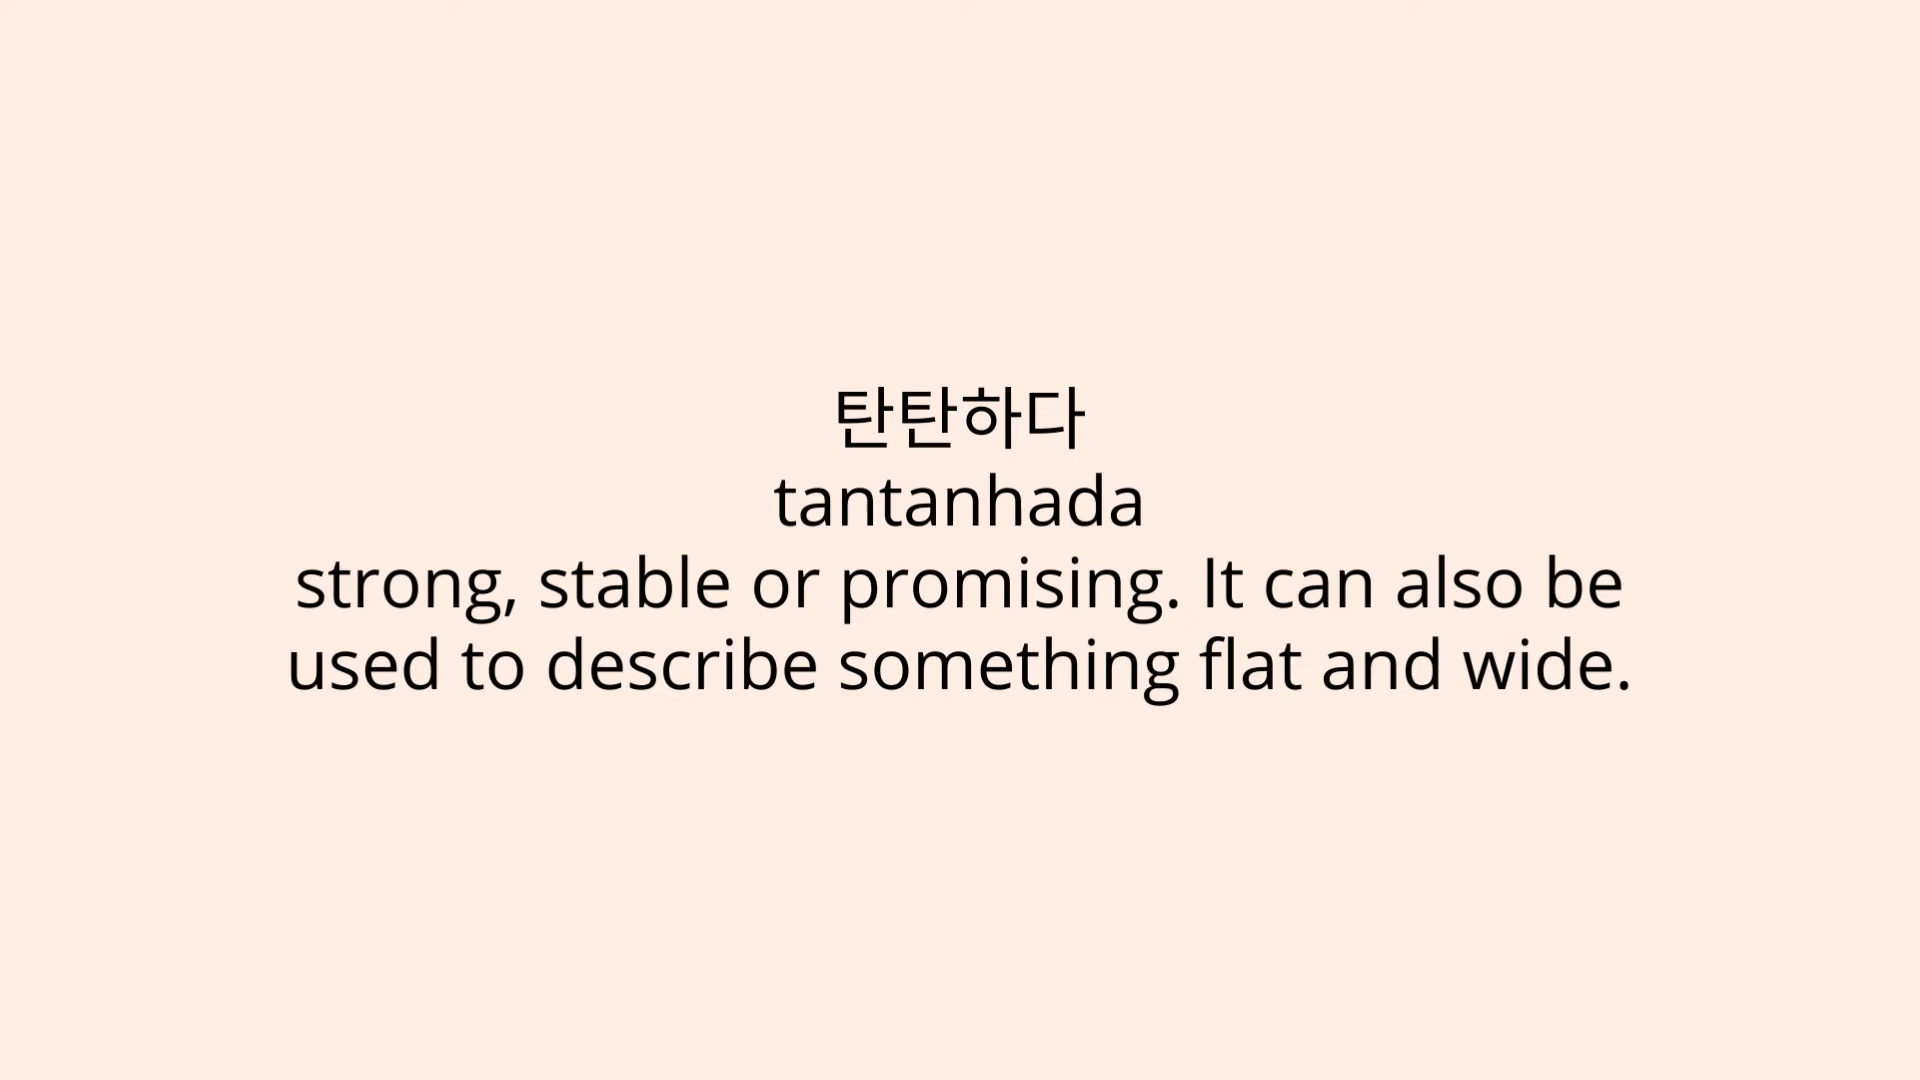 탄탄하다
tantanhada
strong, stable or promising. It can also be
used to describe something flat and wide.